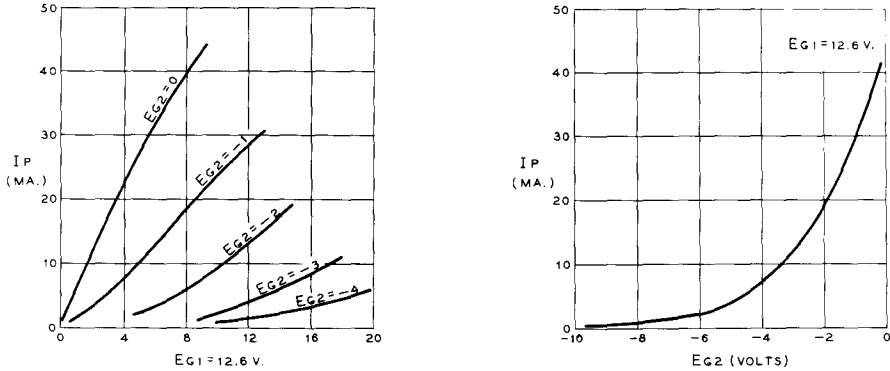 50
40
30
20
10
0
IP
(MA.)
EG2=0
EG2=-1
EG2=-2
EG2=-3
EG2=-4
0 4 8 12 16 20
EG1=12.6 V.
50
40
30
20
10
0
IP
(MA.)
EG1=12.6 V.
-10 -8 -6 -4 -2 0
EG2 (VOLTS)